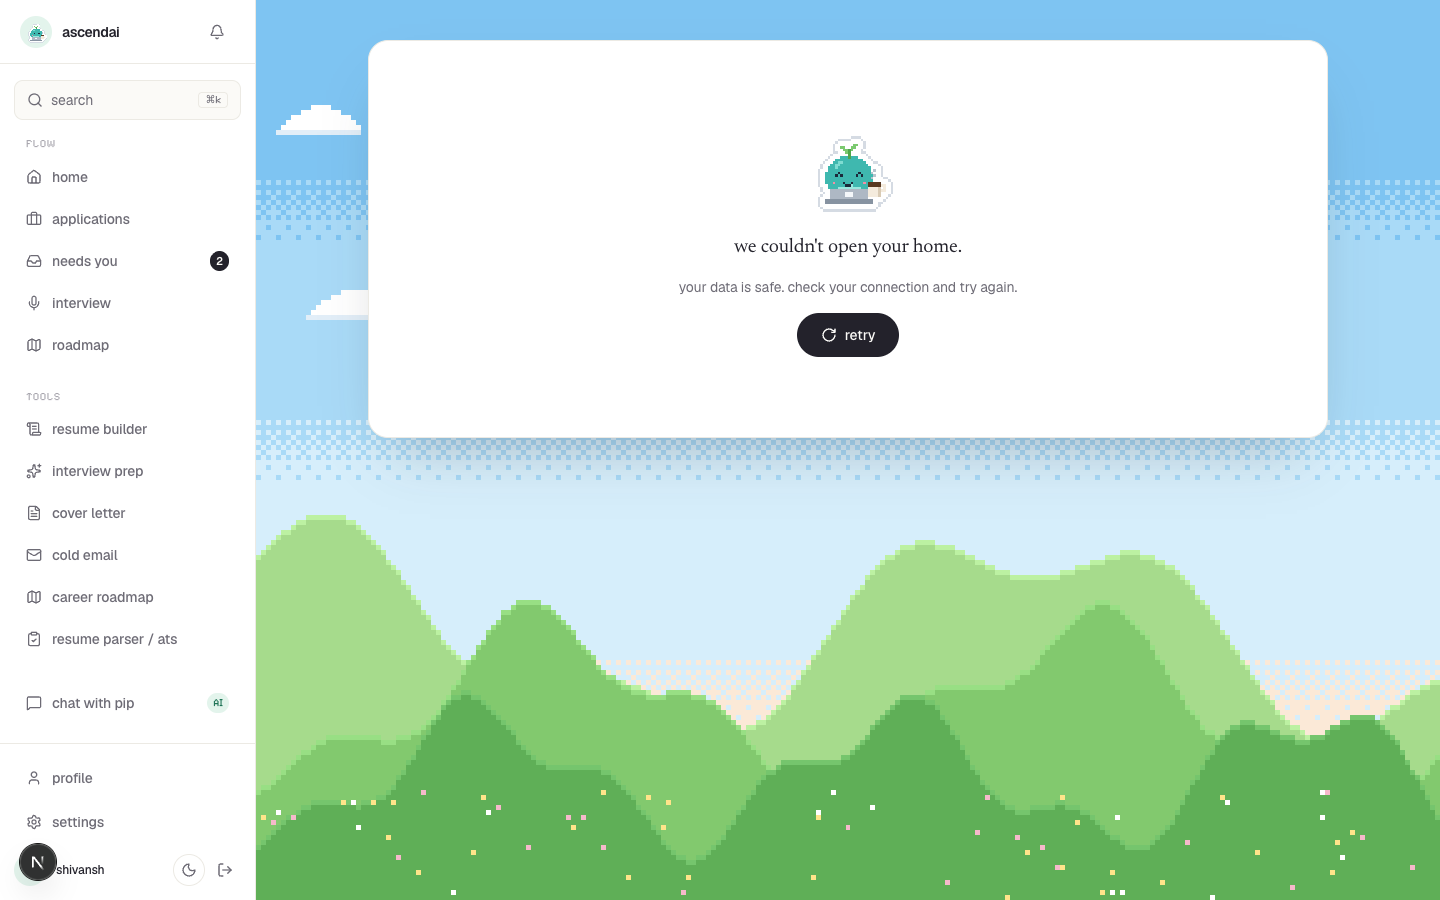 ascendai
search
⌘k
FLOW
home
applications
needs you
2
interview
roadmap
TOOLS
resume builder
interview prep
cover letter
cold email
career roadmap
resume parser / ats
chat with pip
AI
profile
settings
N
shivansh
we couldn't open your home.
your data is safe. check your connection and try again.
retry